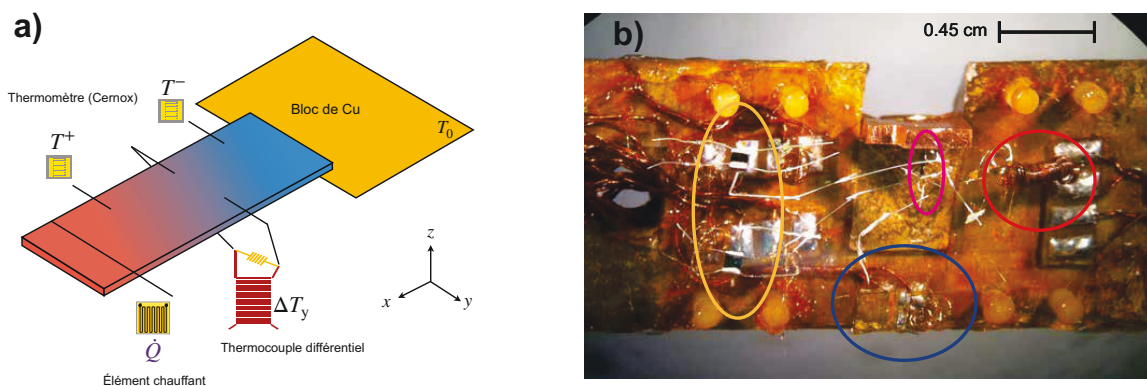 a)
Thermomètre (Cernox)
T⁻
T⁺
Bloc de Cu
T₀
Q̇
Élément chauffant
ΔTy
Thermocouple différentiel
z
x
y
b)
0.45 cm